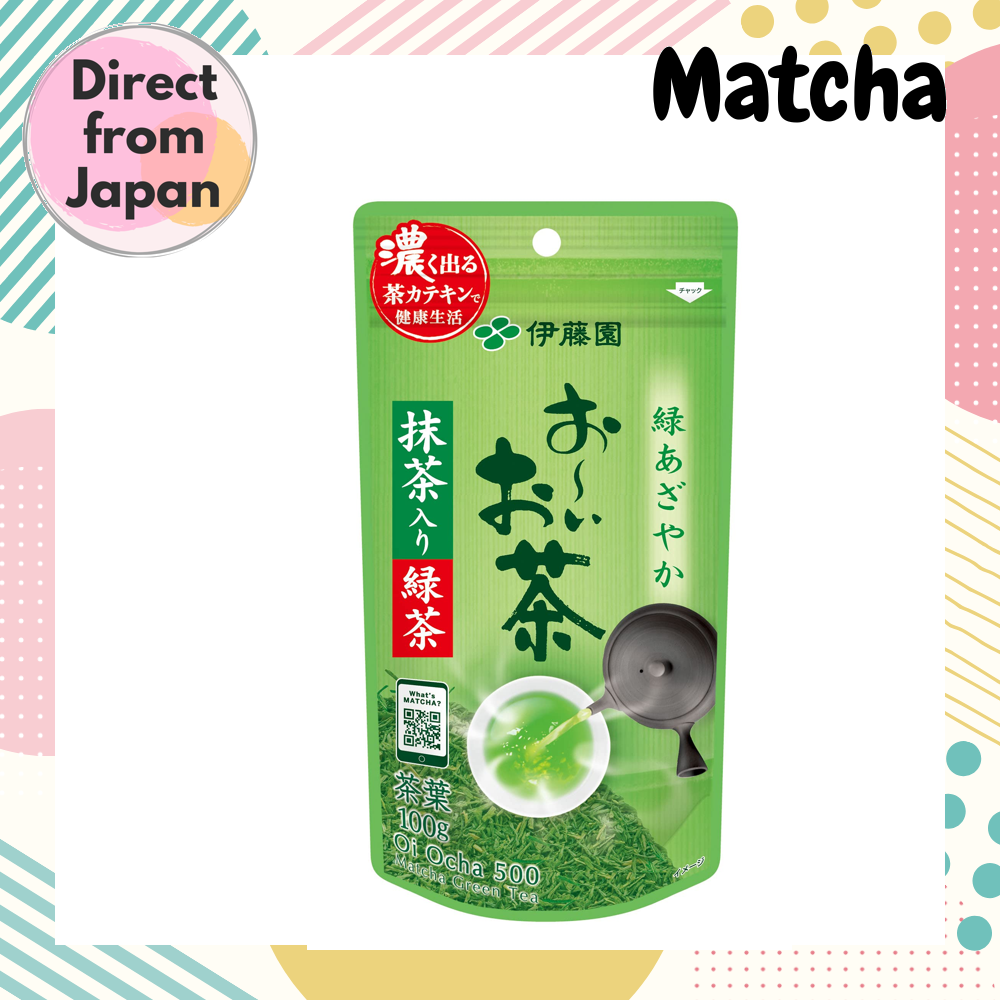 Direct
from
Japan
Matcha
濃く出る
茶カテキンで
健康生活
チャック
伊藤園
お〜い
お茶
緑あざやか
抹茶入り
緑茶
What's
MATCHA?
茶葉
100g
Oi Ocha 500
Matcha Green Tea
イメージ